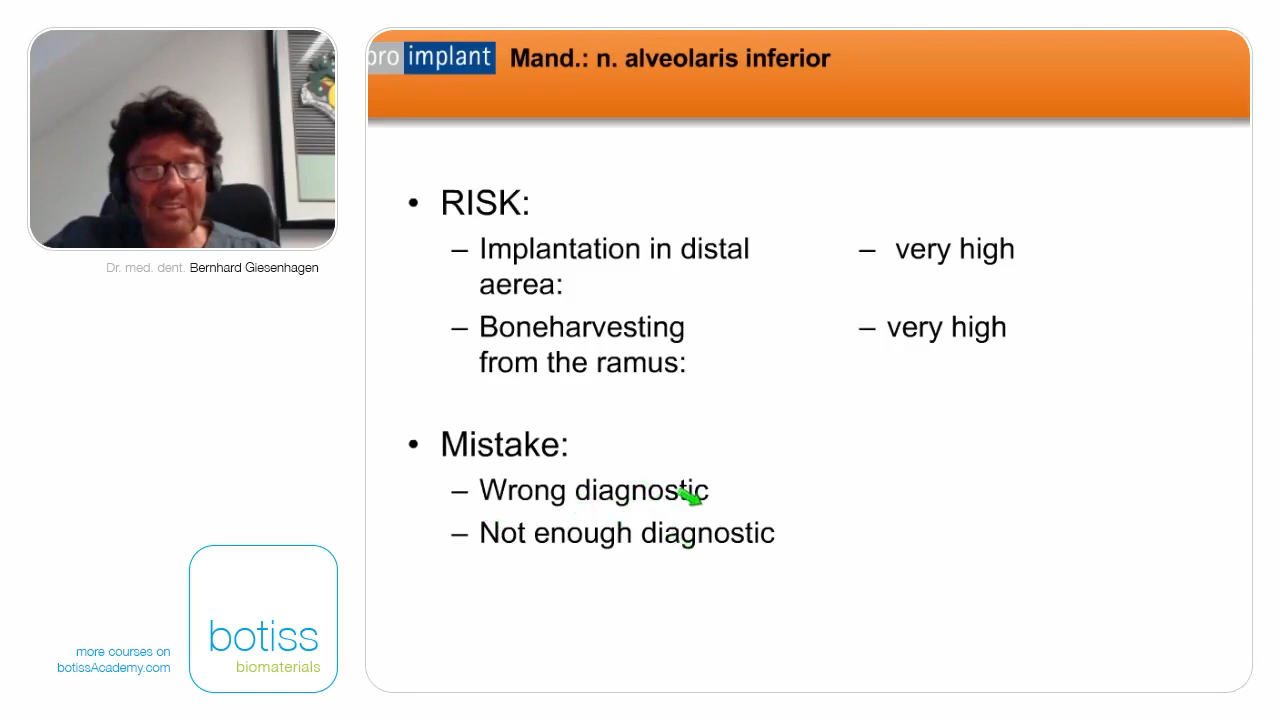 pro implant
Mand.: n. alveolaris inferior
Dr. med. dent. Bernhard Giesenhagen
• RISK:
– Implantation in distal – very high
aerea:
– Boneharvesting – very high
from the ramus:
• Mistake:
– Wrong diagnostic
– Not enough diagnostic
botiss
biomaterials
more courses on
botissAcademy.com